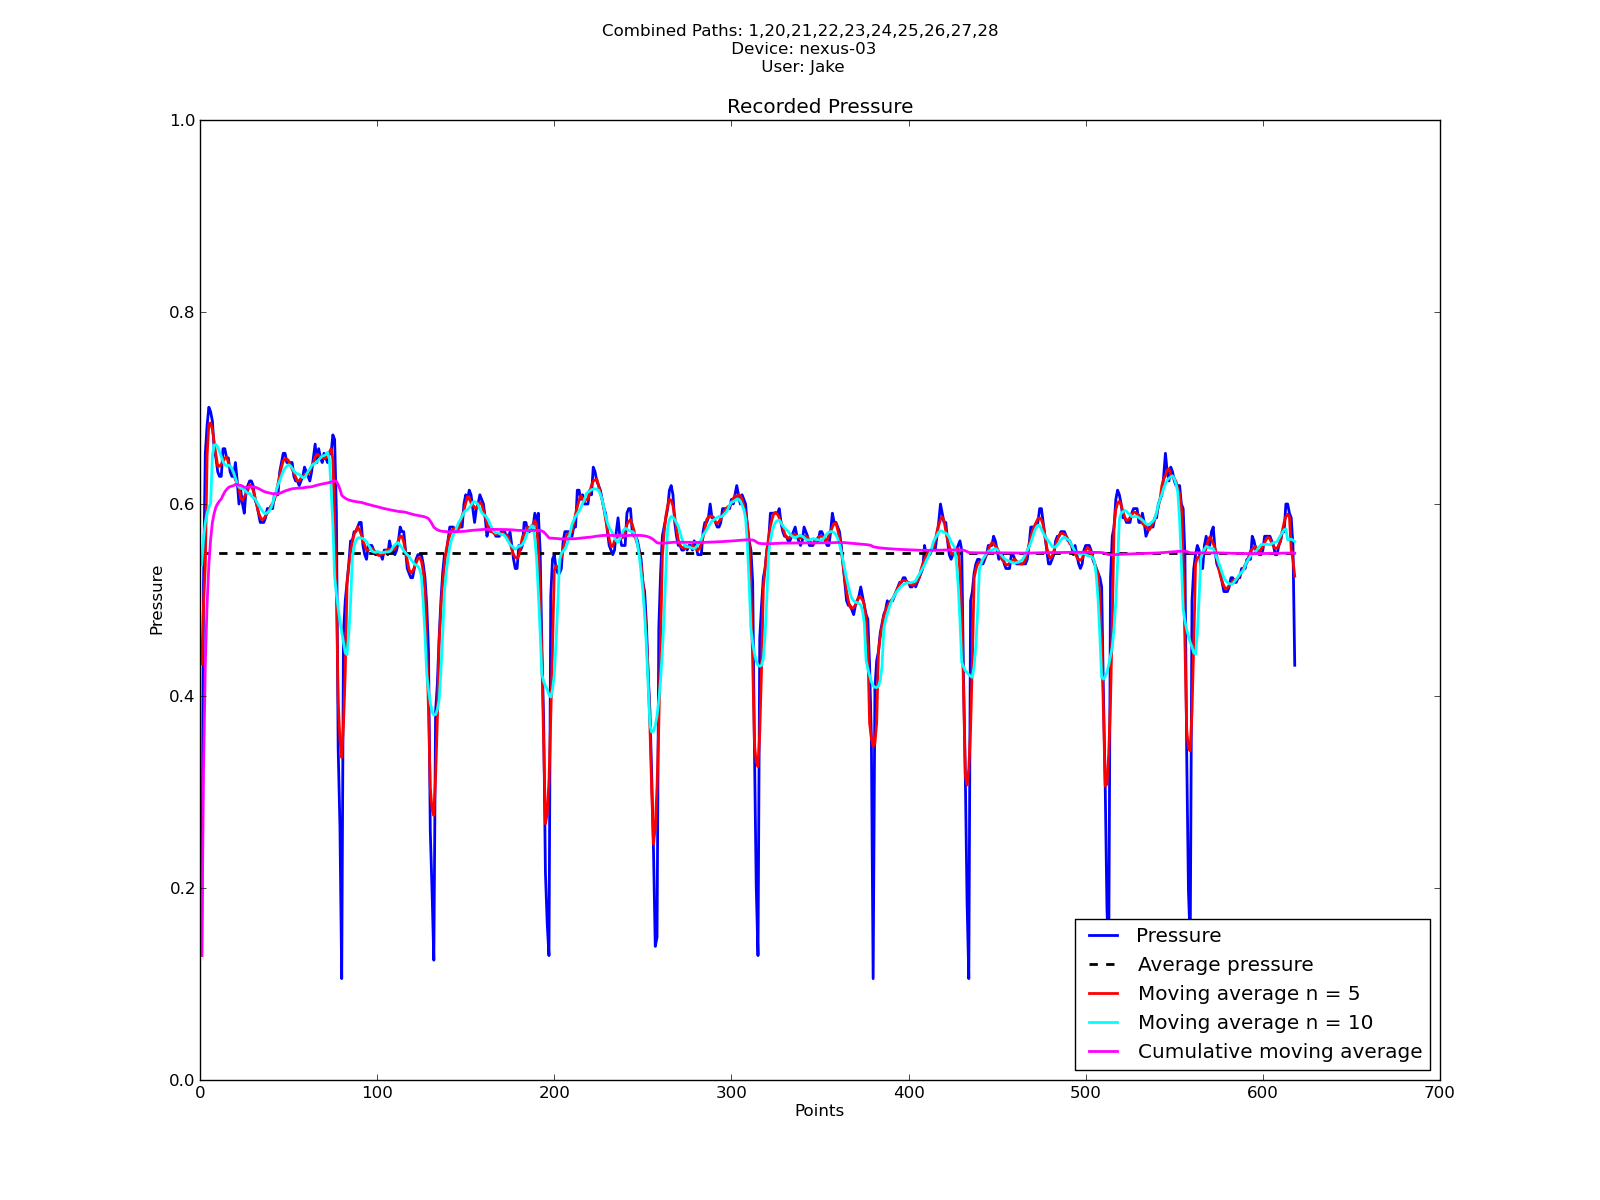 Combined Paths: 1,20,21,22,23,24,25,26,27,28
Device: nexus-03
User: Jake
Recorded Pressure
1.0
0.8
0.6
0.4
0.2
0.0
Pressure
0 100 200 300 400 500 600 700
Points
Pressure
Average pressure
Moving average n = 5
Moving average n = 10
Cumulative moving average